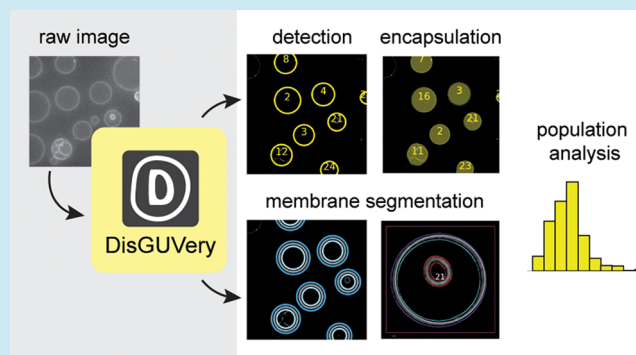 raw image
detection
encapsulation
8
2
4
21
3
12
24
7
16
3
21
2
11
23
D
DisGUVery
population
analysis
membrane segmentation
21